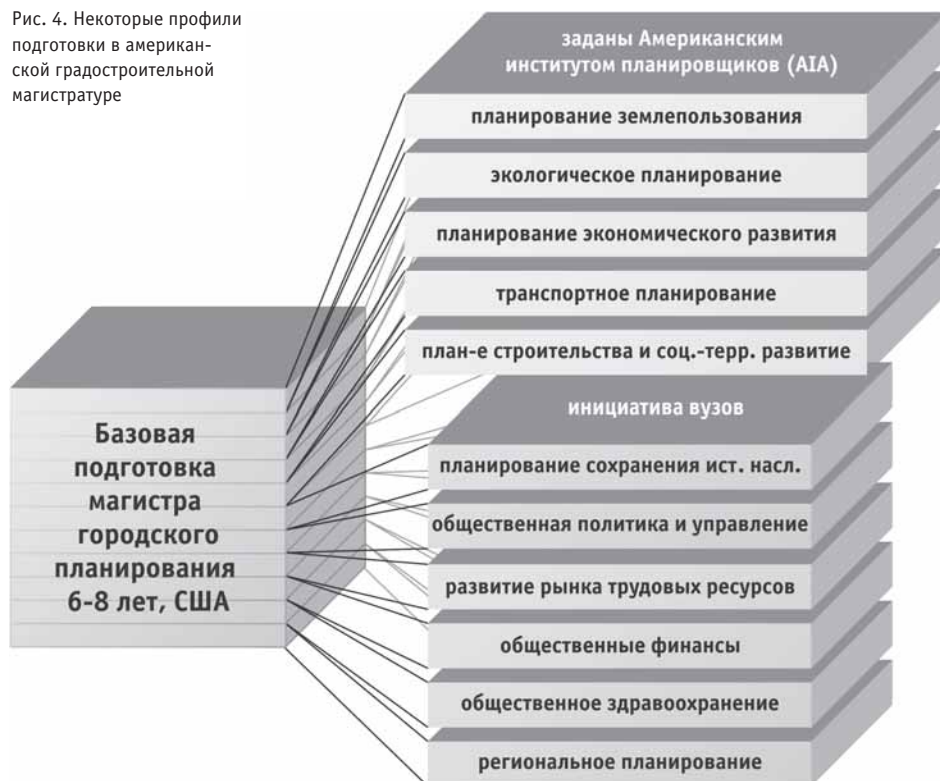 Рис. 4. Некоторые профили
подготовки в американ-
ской градостроительной
магистратуре
заданы Американским
институтом планировщиков (AIA)
планирование землепользования
экологическое планирование
планирование экономического развития
транспортное планирование
план-е строительства и соц.-терр. развитие
Базовая
подготовка
магистра
городского
планирования
6-8 лет, США
инициатива вузов
планирование сохранения ист. насл.
общественная политика и управление
развитие рынка трудовых ресурсов
общественные финансы
общественное здравоохранение
региональное планирование